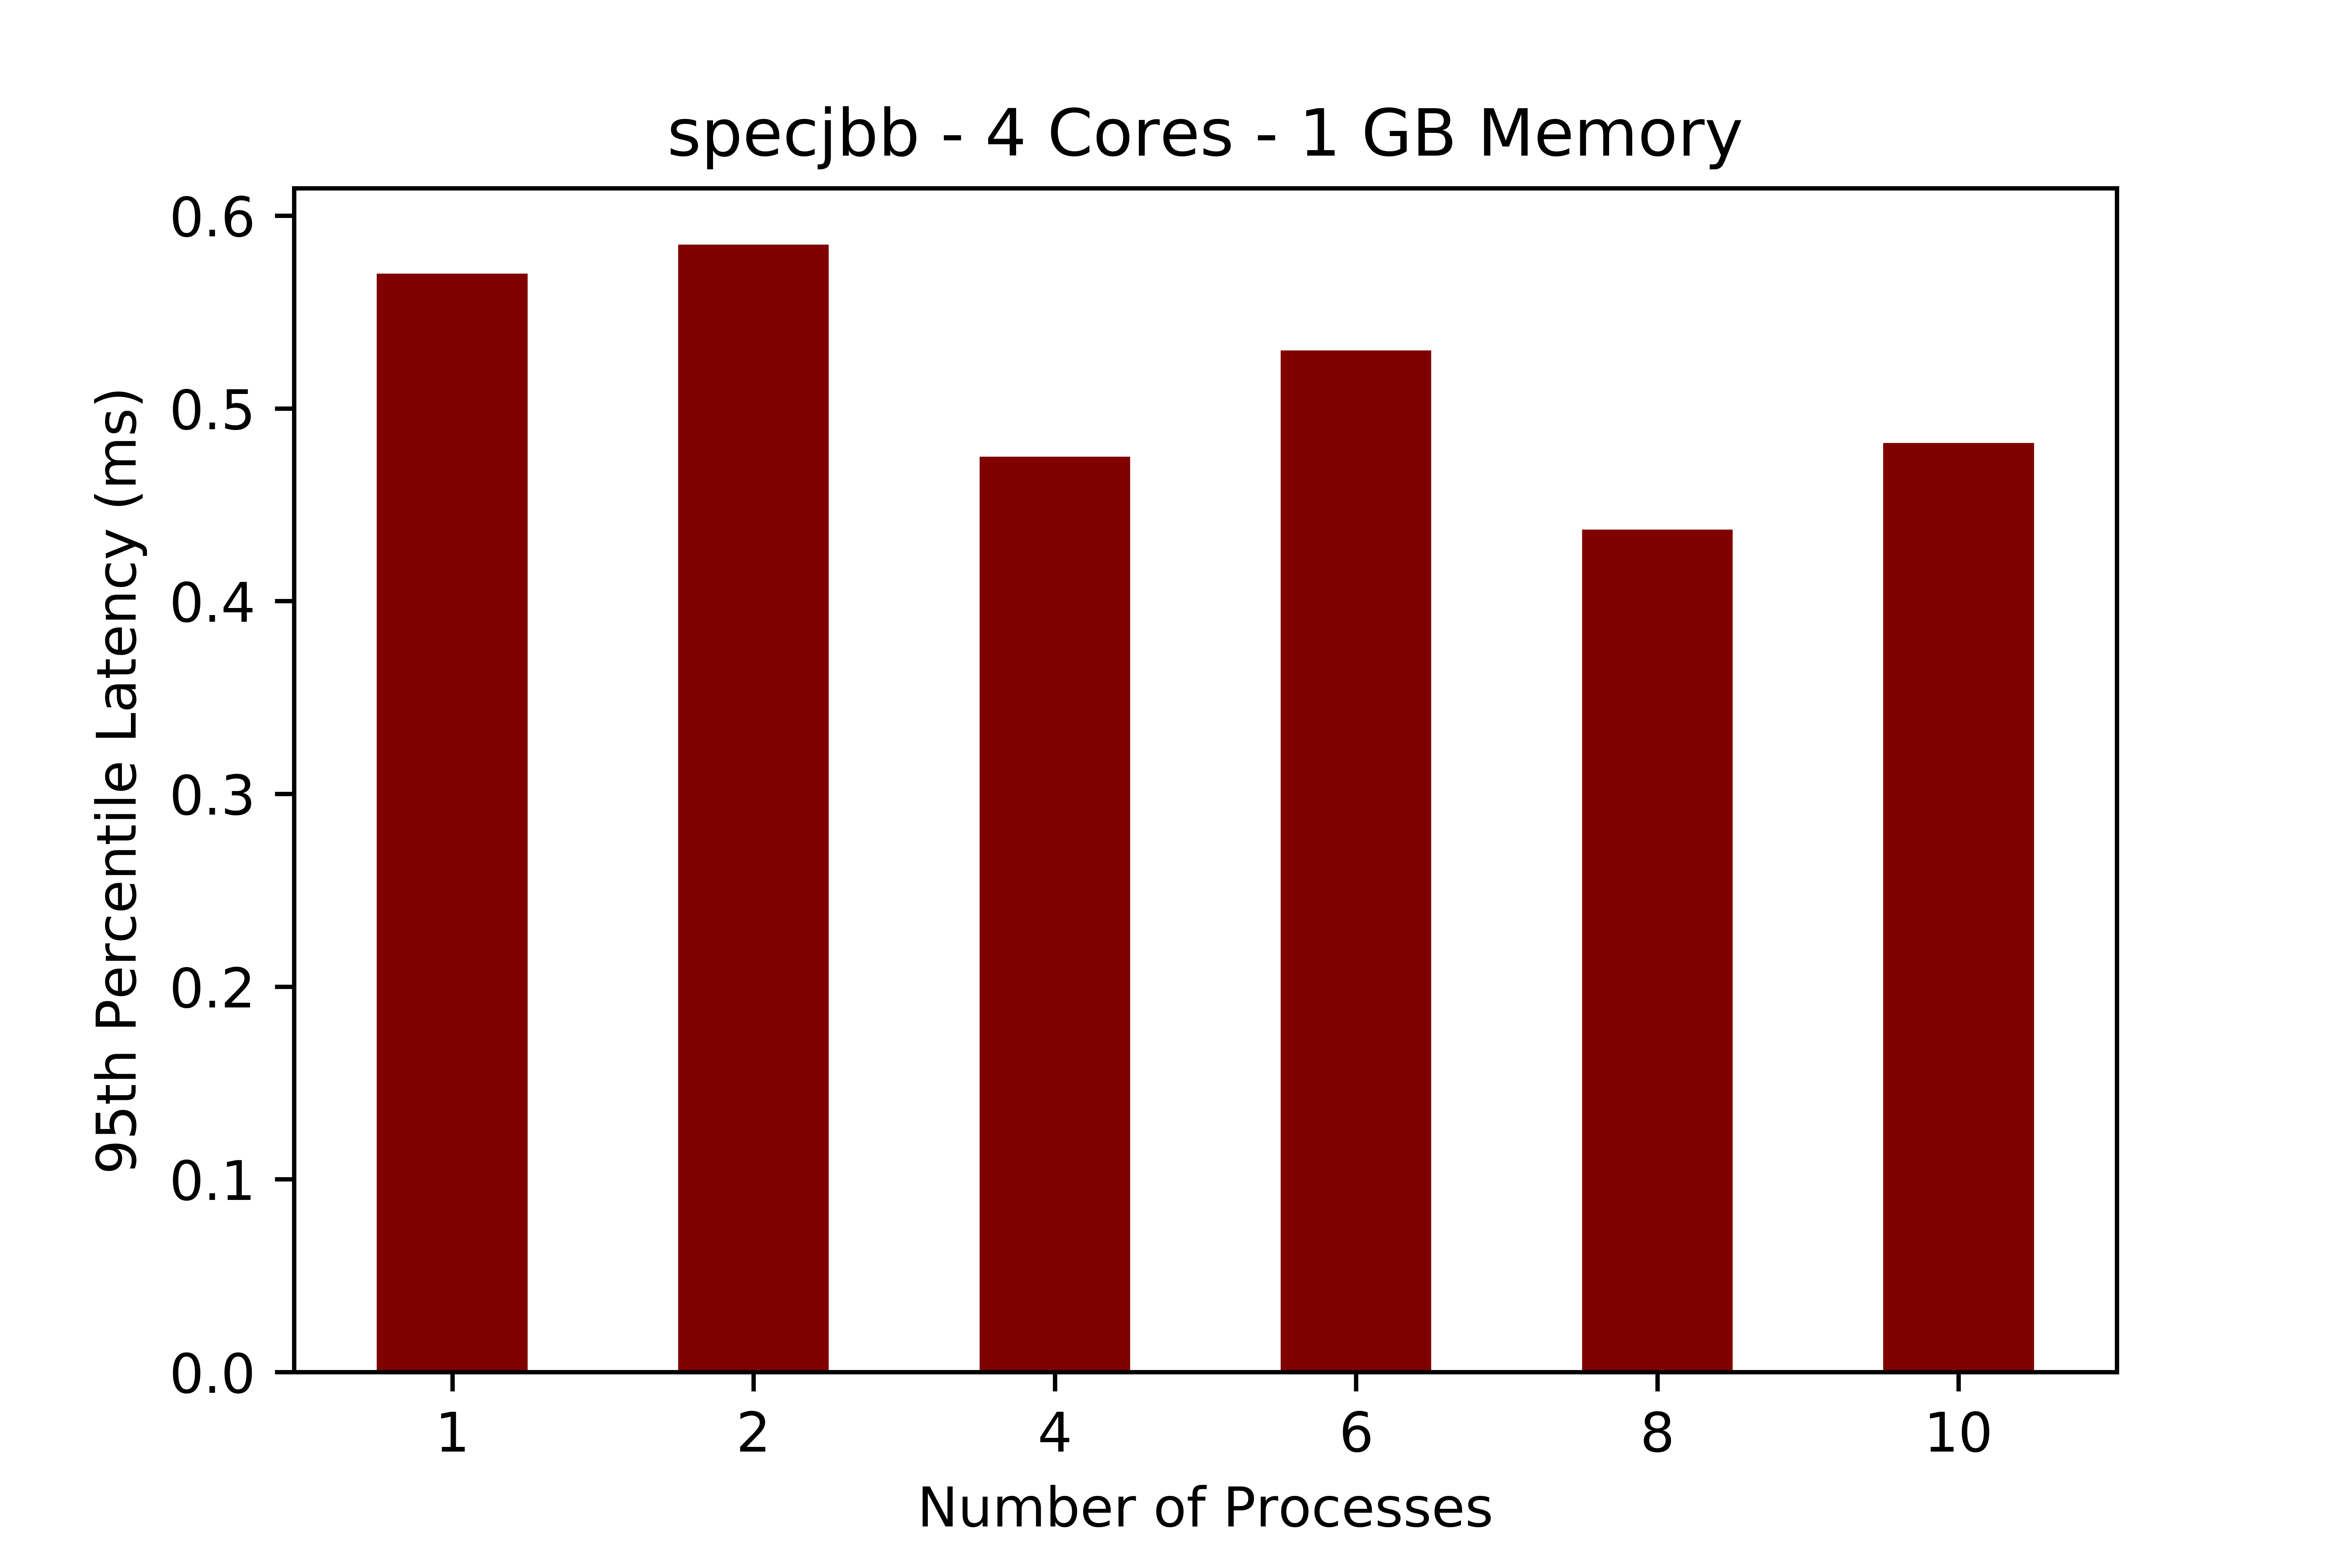 specjbb - 4 Cores - 1 GB Memory
95th Percentile Latency (ms)
0.6
0.5
0.4
0.3
0.2
0.1
0.0
1 2 4 6 8 10
Number of Processes